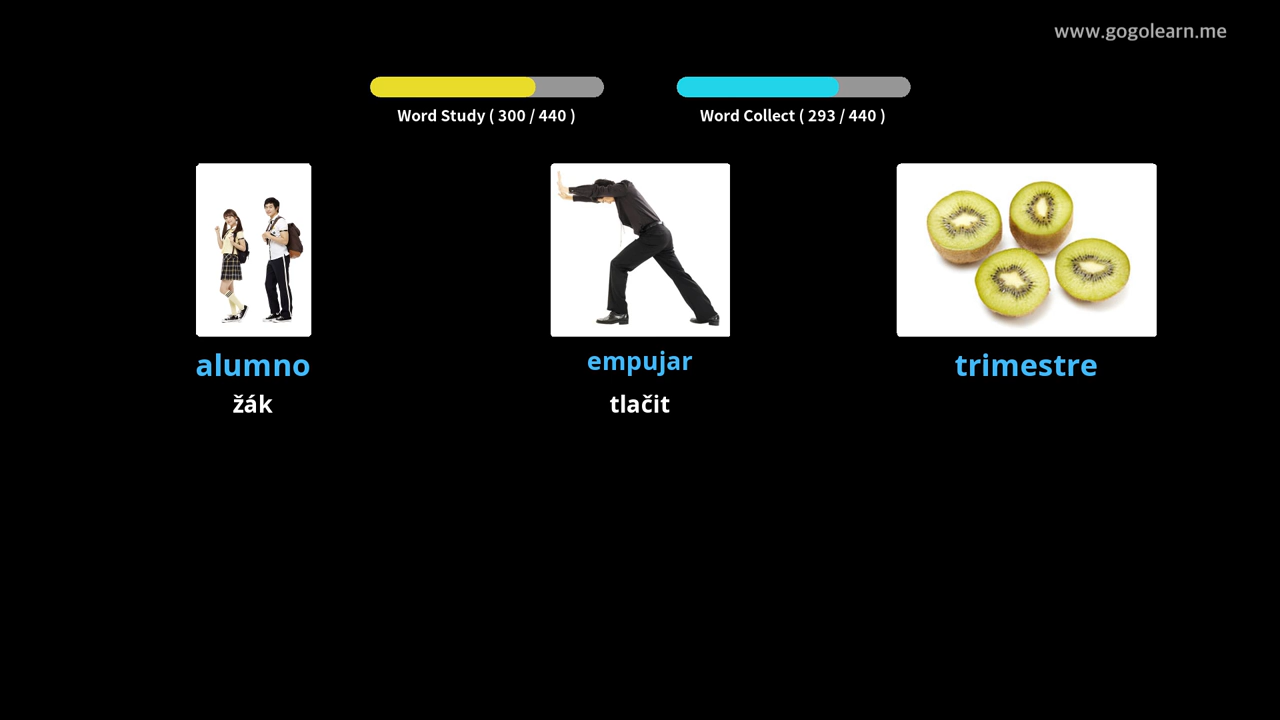 www.gogolearn.me
Word Study ( 300 / 440 )
Word Collect ( 293 / 440 )
alumno
empujar
trimestre
žák
tlačit